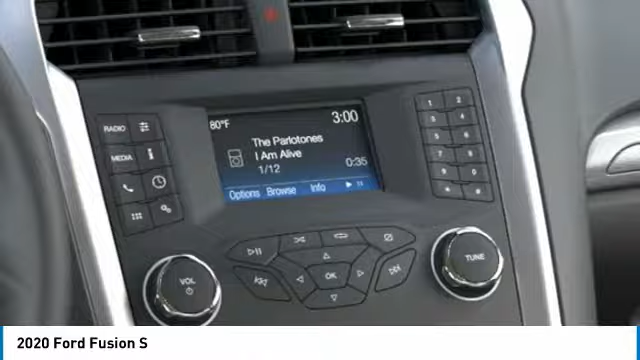 RADIO
MEDIA
80°F
3:00
The Parlotones
I Am Alive
1/12
0:35
Options Browse Info
1 2
3 4
5 6
7 8
9 0
* #
VOL
OK
TUNE
2020 Ford Fusion S